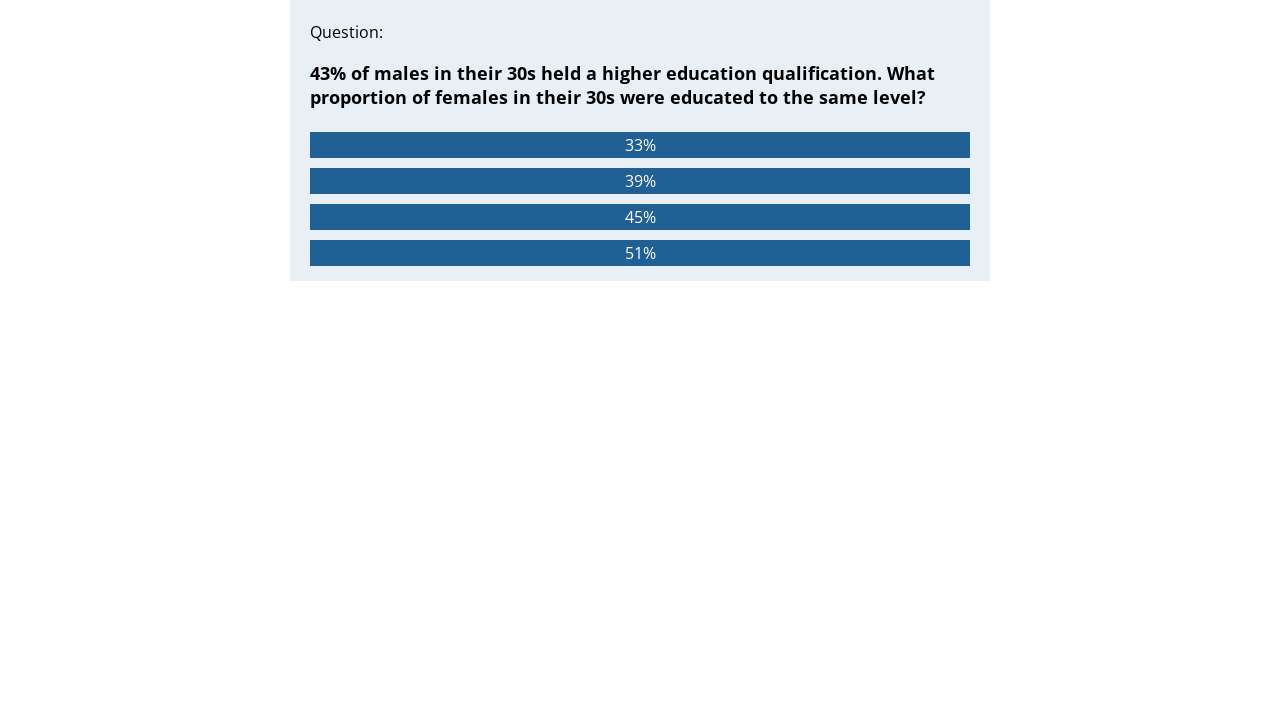 Question:
43% of males in their 30s held a higher education qualification. What
proportion of females in their 30s were educated to the same level?
33%
39%
45%
51%